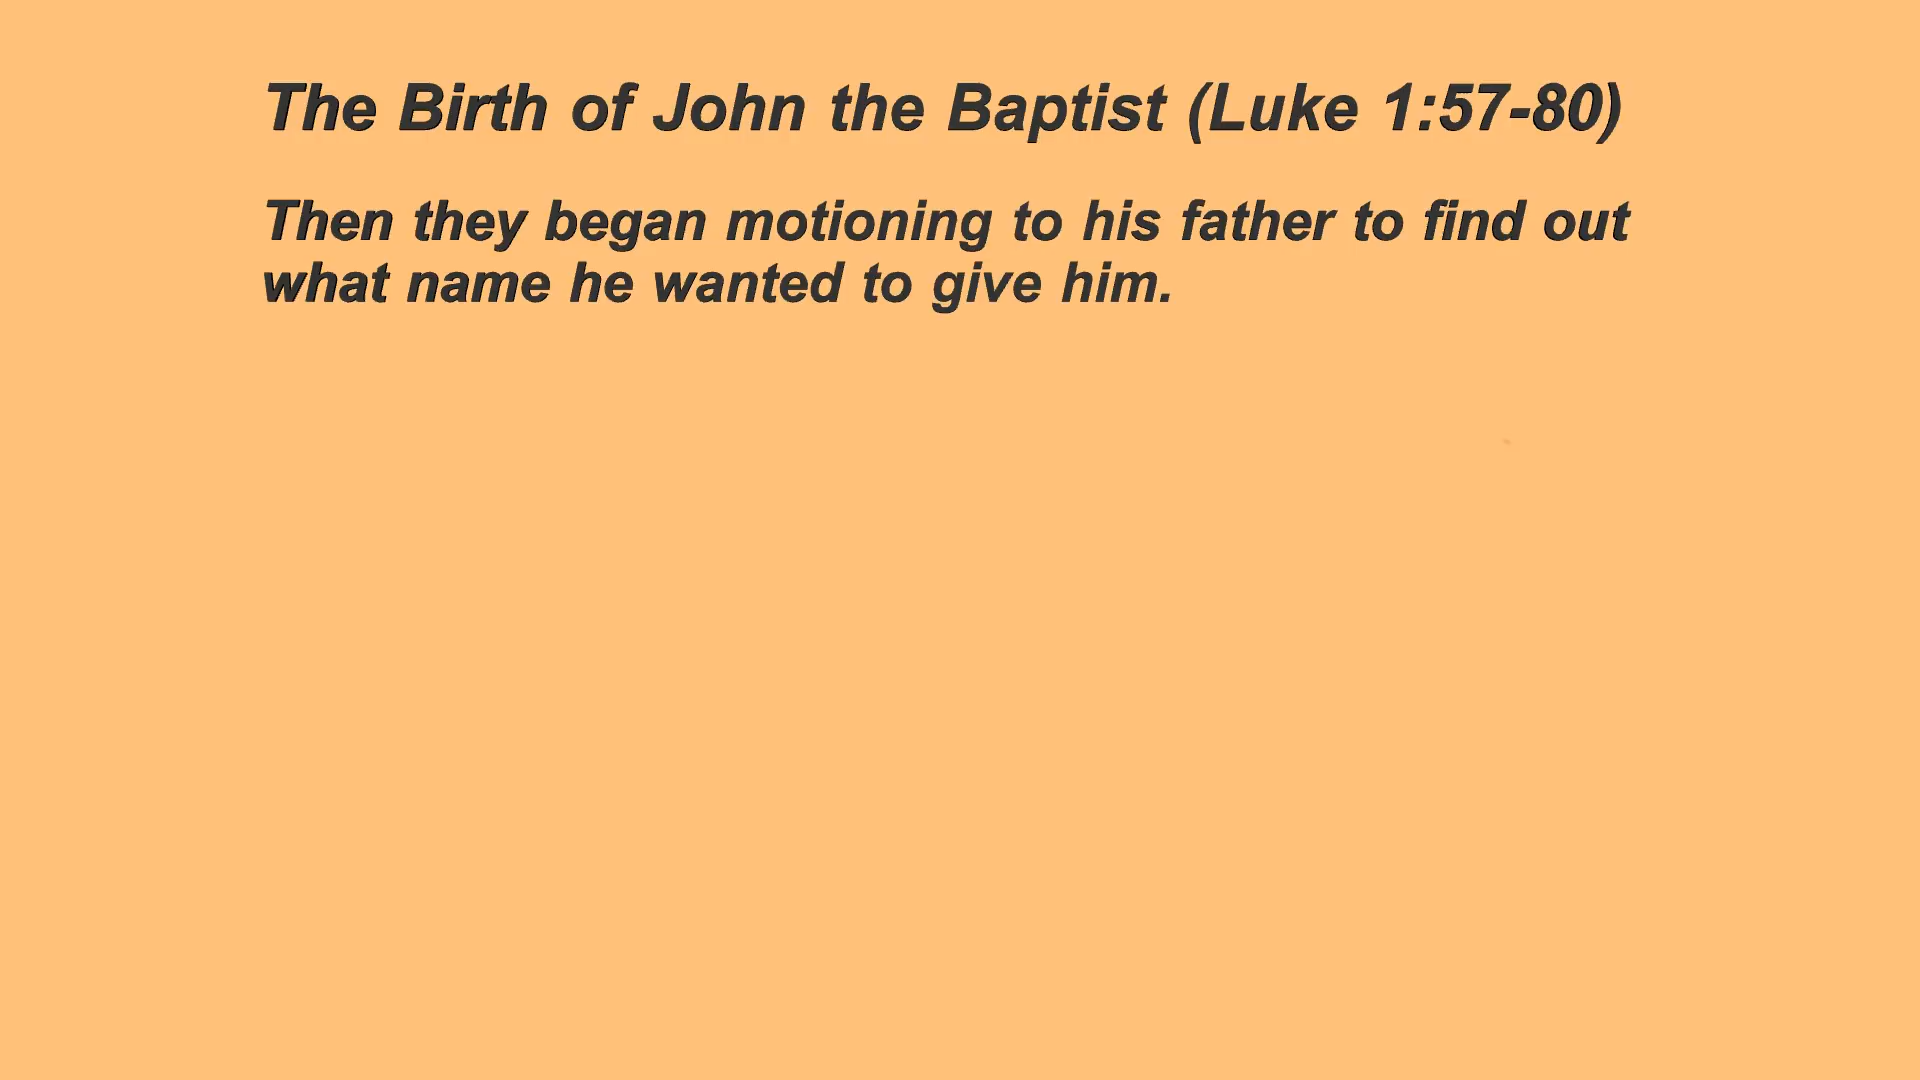 The Birth of John the Baptist (Luke 1:57-80)
Then they began motioning to his father to find out
what name he wanted to give him.